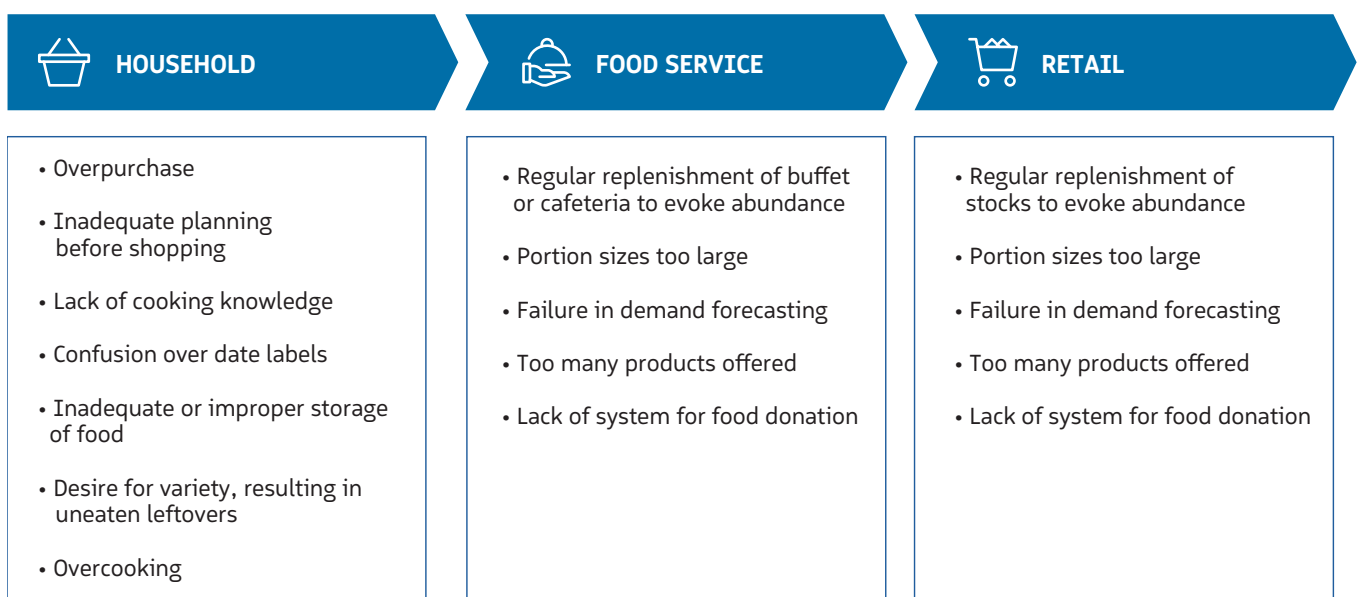 HOUSEHOLD
• Overpurchase
• Inadequate planning
before shopping
• Lack of cooking knowledge
• Confusion over date labels
• Inadequate or improper storage
of food
• Desire for variety, resulting in
uneaten leftovers
• Overcooking
FOOD SERVICE
• Regular replenishment of buffet
or cafeteria to evoke abundance
• Portion sizes too large
• Failure in demand forecasting
• Too many products offered
• Lack of system for food donation
RETAIL
• Regular replenishment of
stocks to evoke abundance
• Portion sizes too large
• Failure in demand forecasting
• Too many products offered
• Lack of system for food donation